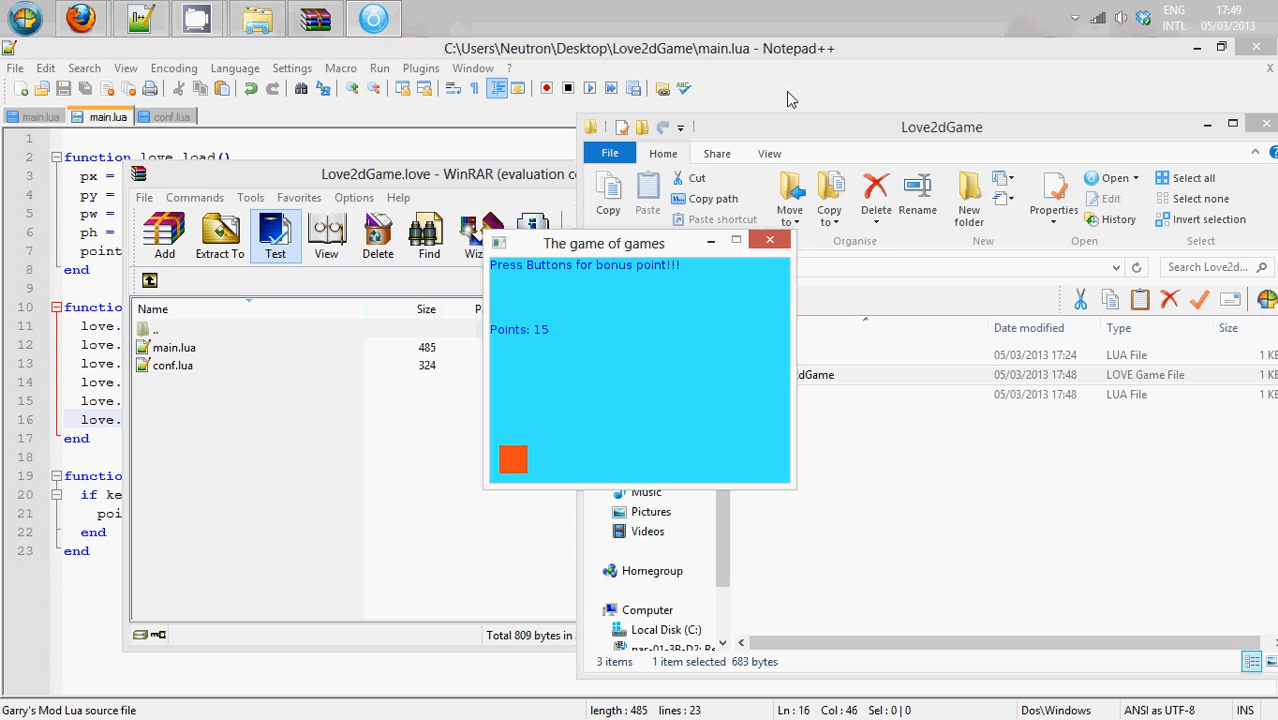 ENG
INTL
17:49
05/03/2013
C:\Users\Neutron\Desktop\Love2dGame\main.lua - Notepad++
File Edit Search View Encoding Language Settings Macro Run Plugins Window ?
X
main.lua main.lua conf.lua
1
2 function love.load()
3 px =
4 py =
5 pw =
6 ph =
7 point
8 end
9
10 functio
11 love.
12 love.
13 love.
14 love.
15 love.
16 love.
17 end
18
19 functio
20 if ke
21 poi
22 end
23 end
Love2dGame.love - WinRAR (evaluation co
File Commands Tools Favorites Options Help
Add Extract To Test View Find Delete Wiz
Name Size P
..
main.lua 485
conf.lua 324
Total 809 bytes in
Love2dGame
File Home Share View
Copy Paste Cut
Copy path
Paste shortcut
Move to Copy to Delete Rename
Organise
New folder
New
Properties
Open
Edit
History
Open
Select all
Select none
Invert selection
Search Love2d...
Date modified Type Size
05/03/2013 17:24 LUA File 1 KB
dGame 05/03/2013 17:48 LOVE Game File 1 KB
05/03/2013 17:48 LUA File 1 KB
Music
Pictures
Videos
Homegroup
Computer
Local Disk (C:)
3 items 1 item selected 683 bytes
The game of games
Press Buttons for bonus point!!!
Points: 15
Garry's Mod Lua source file length : 485 lines : 23 Ln : 16 Col : 46 Sel : 0 | 0 Dos\Windows ANSI as UTF-8 INS